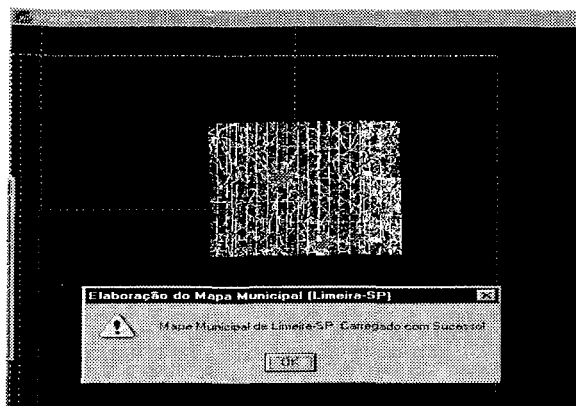 Elaboração do Mapa Municipal (Limeira-SP)
Mapa Municipal de Limeira-SP Carregado com Sucesso!
OK